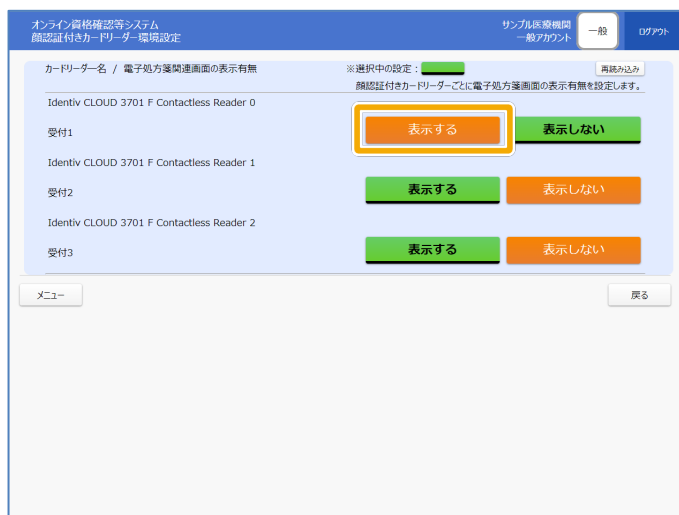 オンライン資格確認等システム
顔認証付きカードリーダー環境設定
サンプル医療機関
一般アカウント
一般
ログアウト
カードリーダー名 / 電子処方箋関連画面の表示有無
※選択中の設定：
再読み込み
顔認証付きカードリーダーごとに電子処方箋画面の表示有無を設定します。
Identiv CLOUD 3701 F Contactless Reader 0
受付1
表示する
表示しない
Identiv CLOUD 3701 F Contactless Reader 1
受付2
表示する
表示しない
Identiv CLOUD 3701 F Contactless Reader 2
受付3
表示する
表示しない
メニュー
戻る